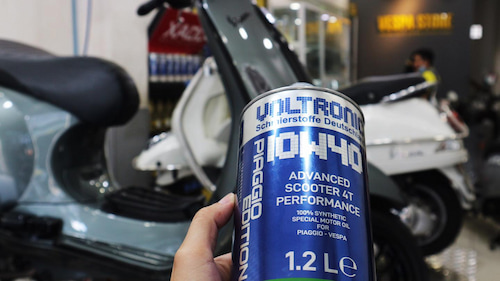 VESPA STORE
VOLTRONIC
Schmierstoffe Deutschland
10W40
PIAGGIO EDITION
ADVANCED
SCOOTER 4T
PERFORMANCE
100% SYNTHETIC
SPECIAL MOTOR OIL
FOR
PIAGGIO - VESPA
1.2 L e